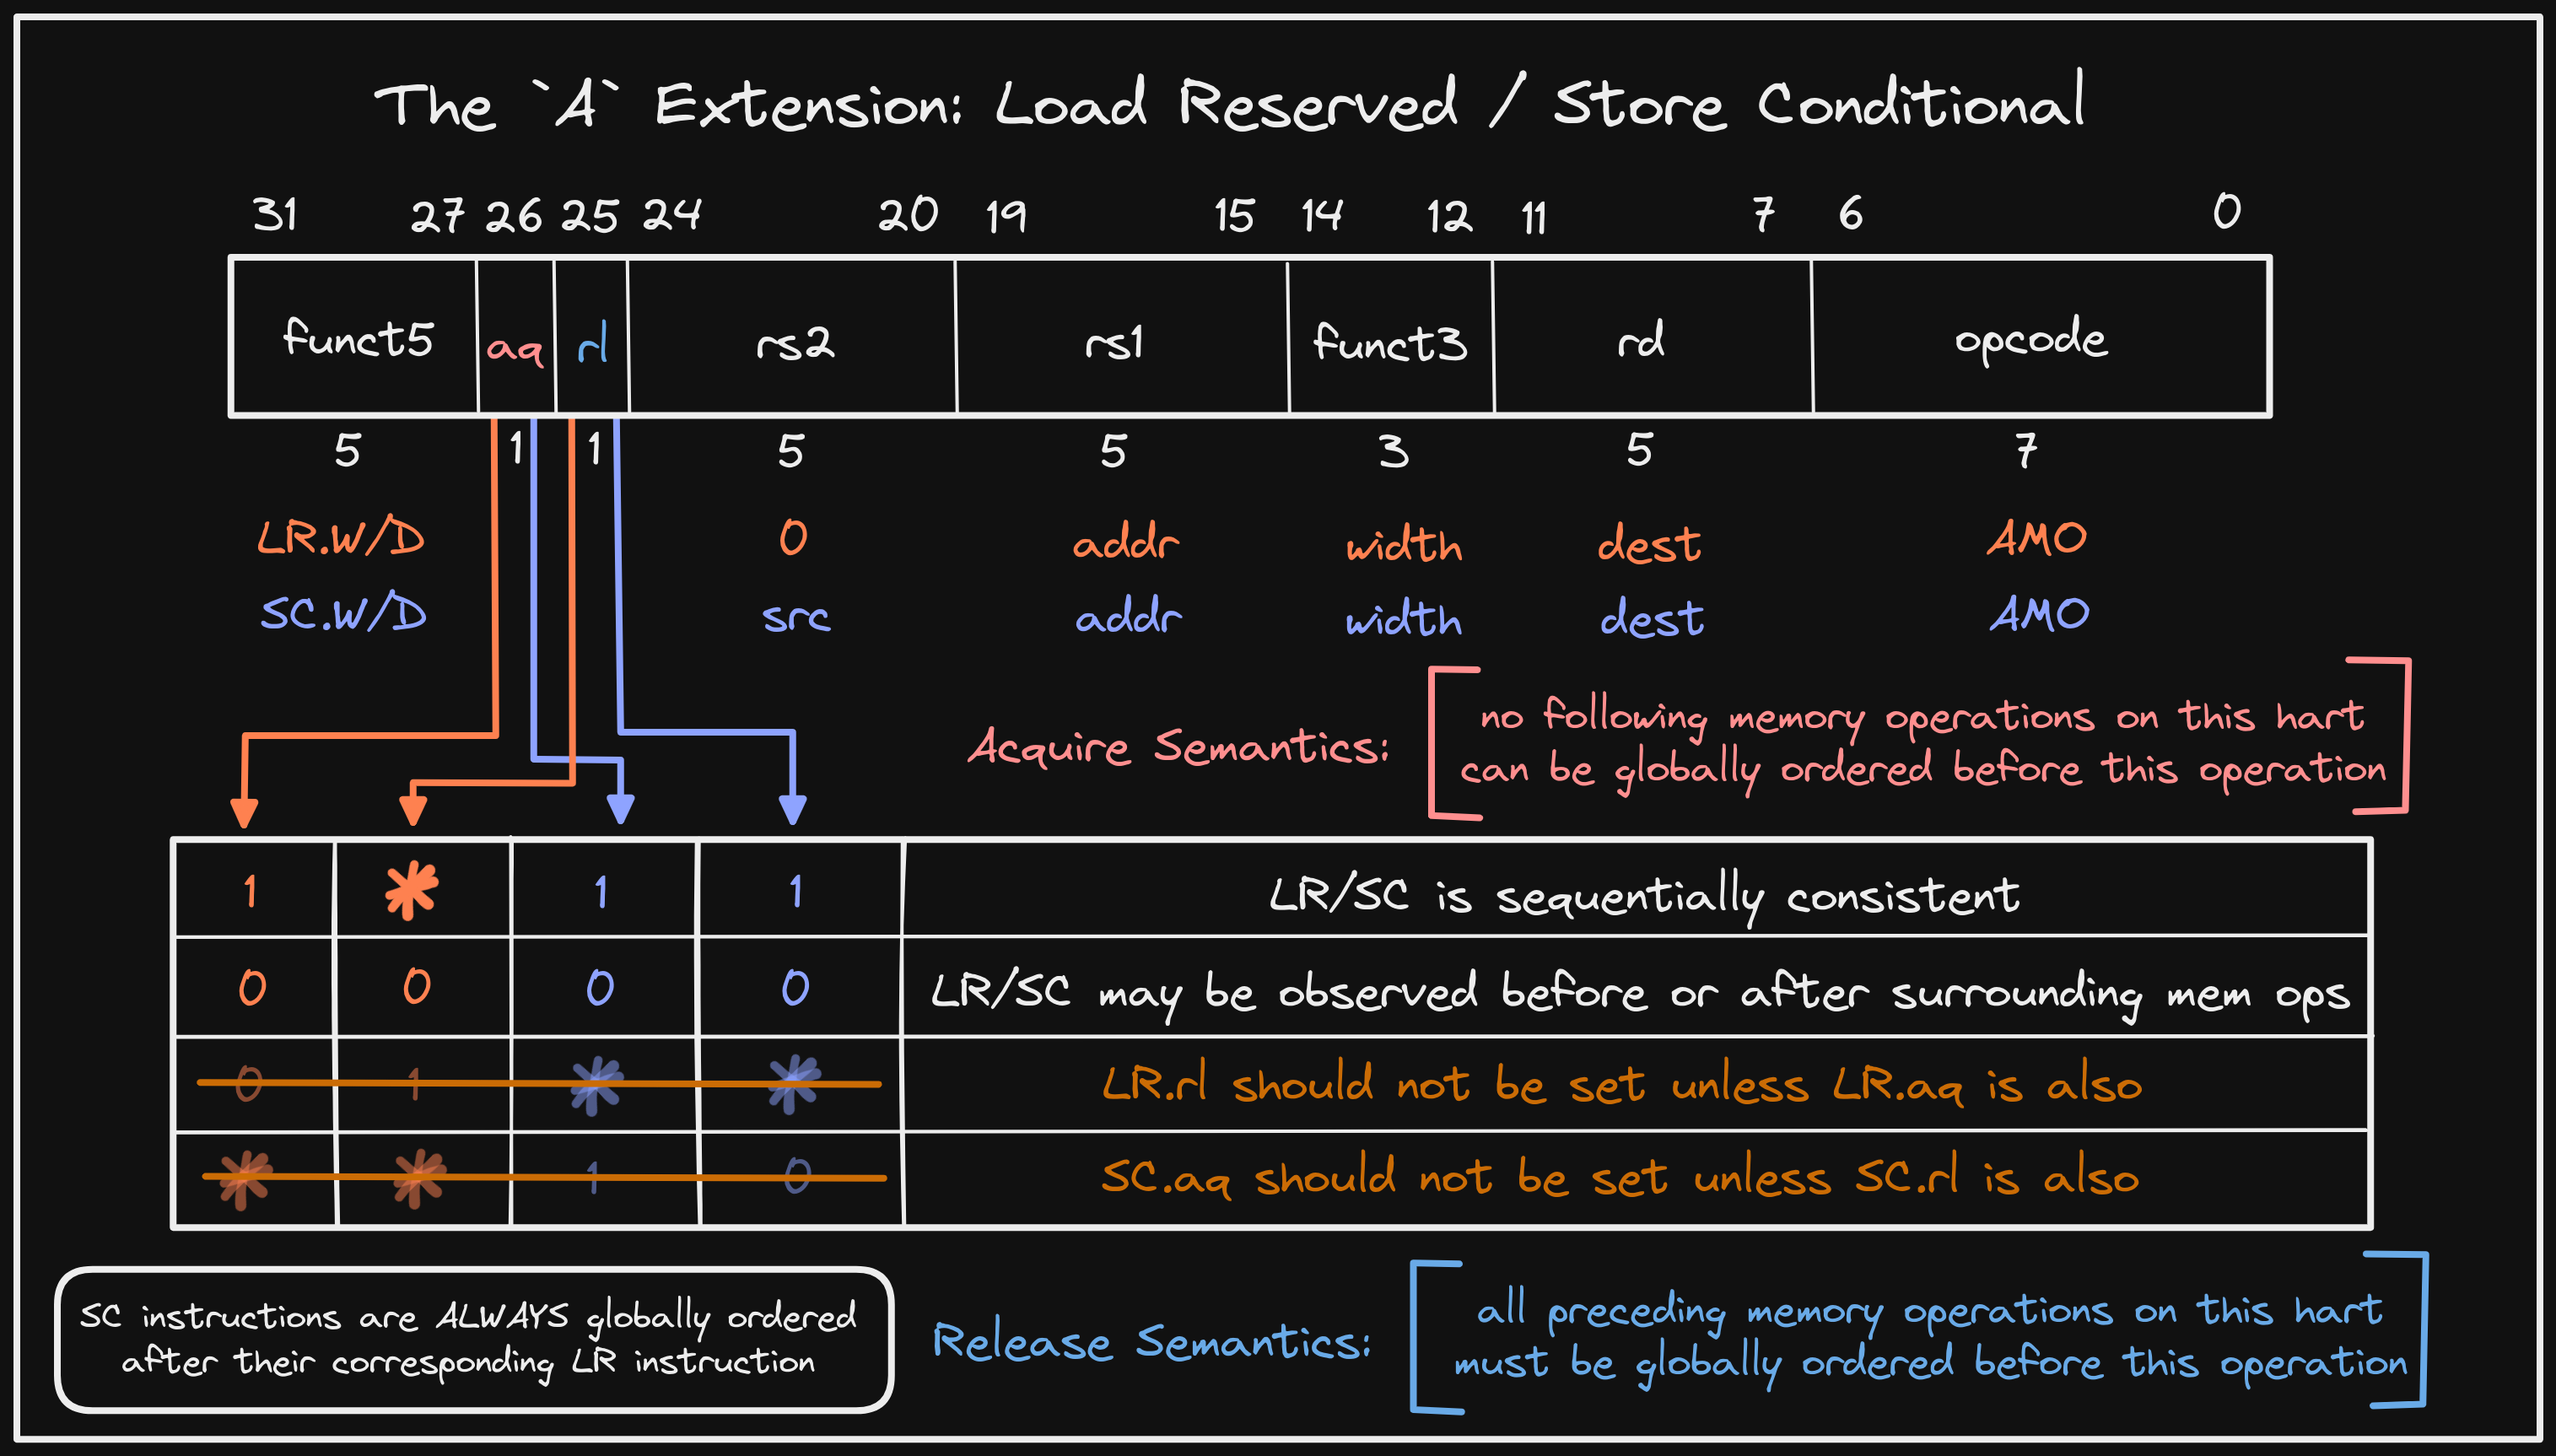 The `A` Extension: Load Reserved / Store Conditional
31 27 26 25 24 20 19 15 14 12 11 7 6 0
funct5 aq rl rs2 rs1 funct3 rd opcode
5 1 1 5 5 3 5 7
LR.W/D 0 addr width dest AMO
SC.W/D src addr width dest AMO
Acquire Semantics:
no following memory operations on this hart
can be globally ordered before this operation
1 * 1 1 LR/SC is sequentially consistent
0 0 0 0 LR/SC may be observed before or after surrounding mem ops
0 1 * * LR.rl should not be set unless LR.aq is also
* * 1 0 SC.aq should not be set unless SC.rl is also
SC instructions are ALWAYS globally ordered
after their corresponding LR instruction
Release Semantics:
all preceding memory operations on this hart
must be globally ordered before this operation